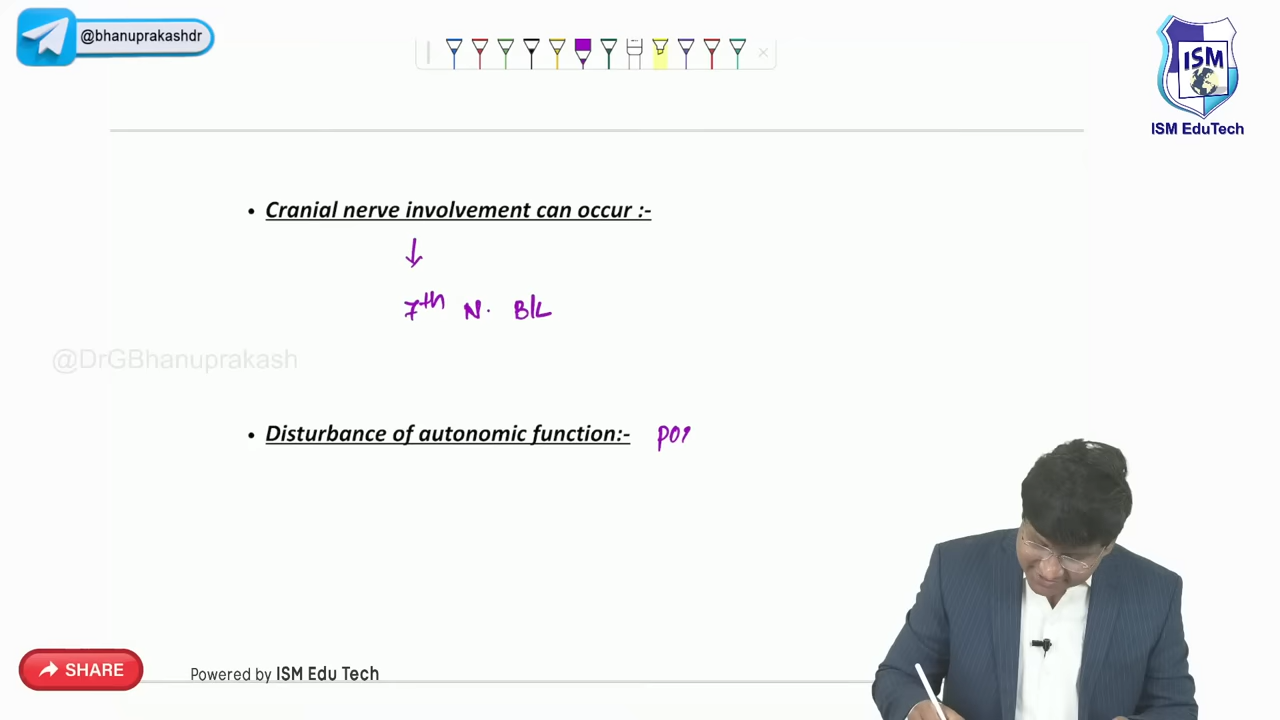 @bhanuprakashdr
ISM
ISM EduTech
• Cranial nerve involvement can occur :-
↓
7th N. B/L
@DrGBhanuprakash
• Disturbance of autonomic function:-
SHARE
Powered by ISM Edu Tech